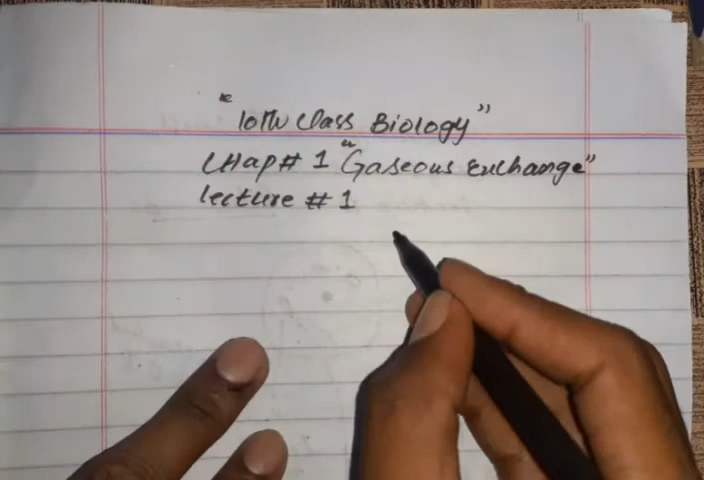 "10th Class Biology"
CHap# 1 "Gaseous Exchange"
lecture # 1